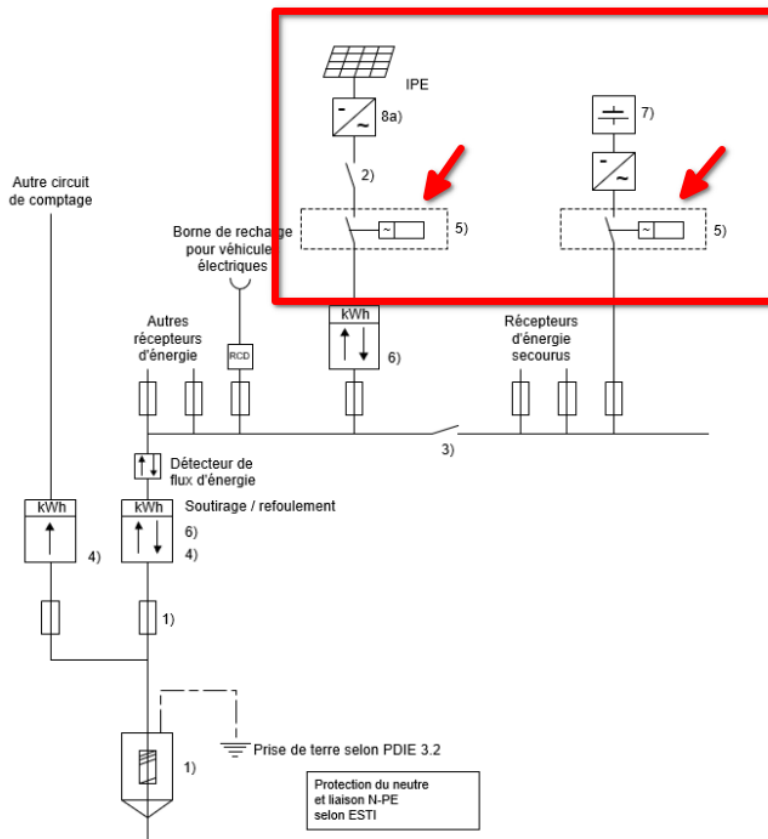 IPE
8a)
7)
2)
Autre circuit
de comptage
~
5)
~
5)
Borne de recharge
pour véhicule
électriques
kWh
Autres
récepteurs
d'énergie
Récepteurs
d'énergie
secourus
RCD
6)
3)
Détecteur de
flux d'énergie
kWh
kWh
Soutirage / refoulement
6)
4)
4)
1)
Prise de terre selon PDIE 3.2
1)
Protection du neutre
et liaison N-PE
selon ESTI